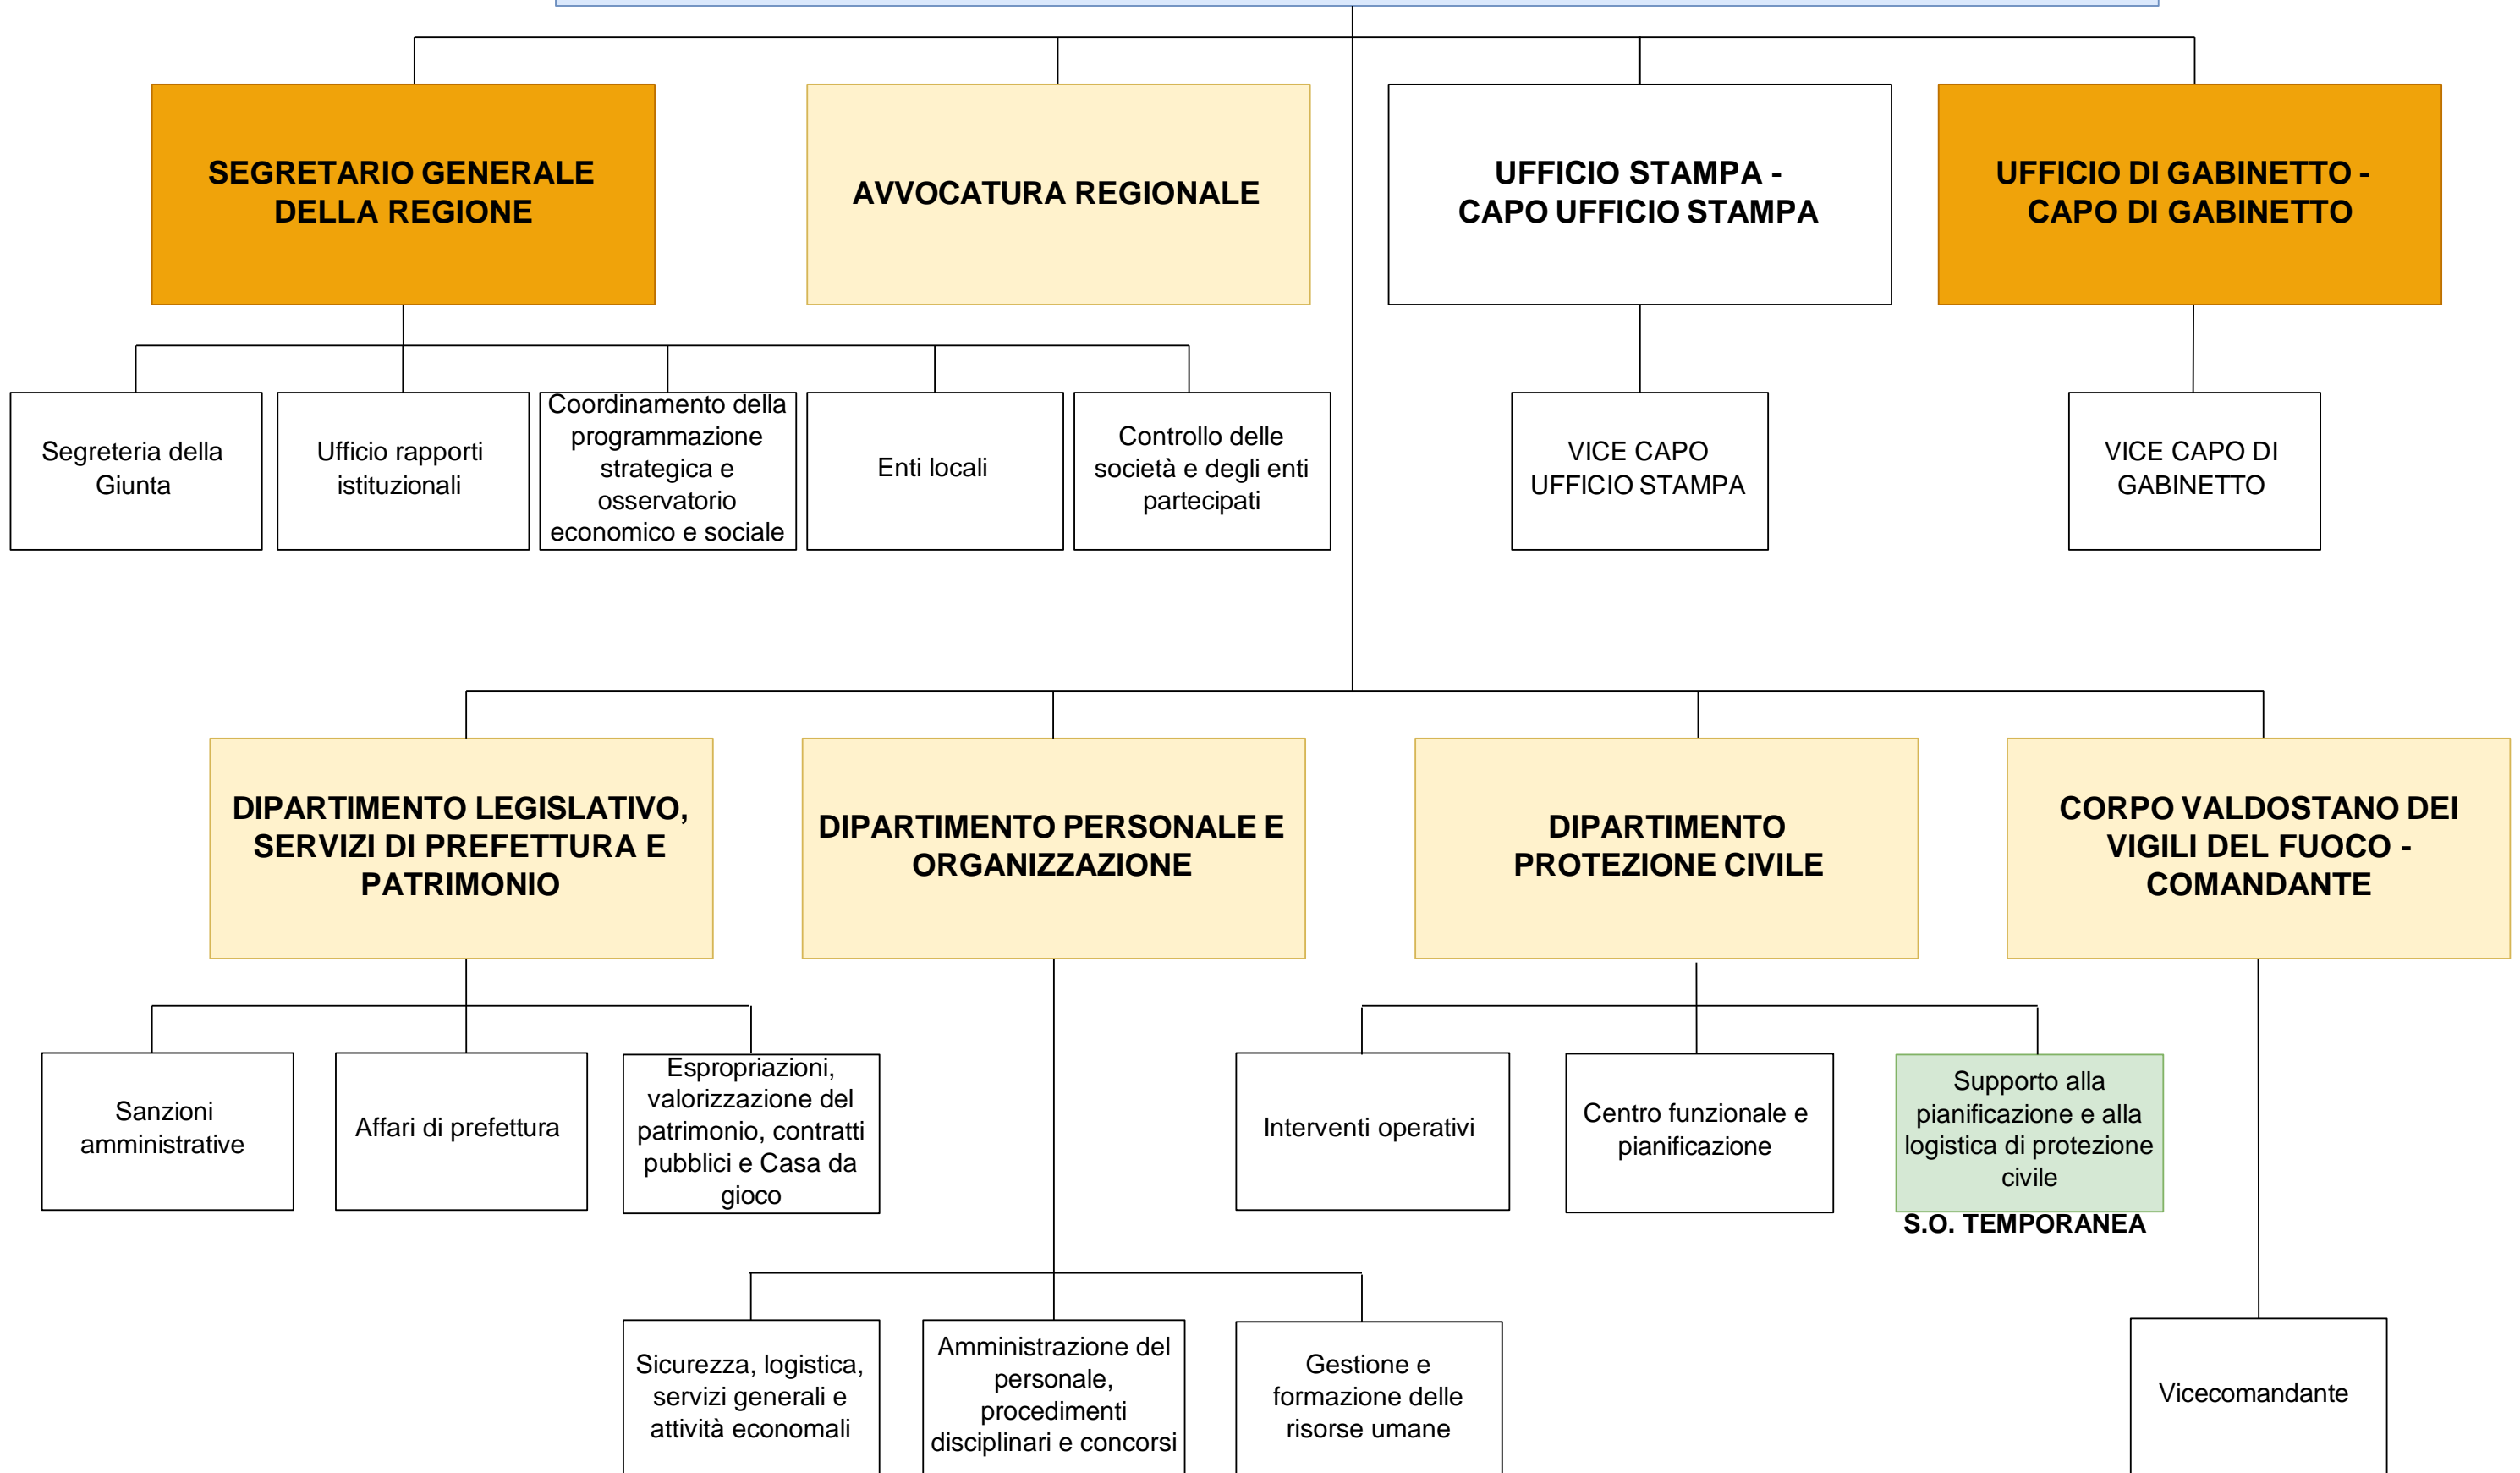 SEGRETARIO GENERALE
DELLA REGIONE
AVVOCATURA REGIONALE
UFFICIO STAMPA -
CAPO UFFICIO STAMPA
UFFICIO DI GABINETTO -
CAPO DI GABINETTO
Segreteria della
Giunta
Ufficio rapporti
istituzionali
Coordinamento della
programmazione
strategica e
osservatorio
economico e sociale
Enti locali
Controllo delle
società e degli enti
partecipati
VICE CAPO
UFFICIO STAMPA
VICE CAPO DI
GABINETTO
DIPARTIMENTO LEGISLATIVO,
SERVIZI DI PREFETTURA E
PATRIMONIO
DIPARTIMENTO PERSONALE E
ORGANIZZAZIONE
DIPARTIMENTO
PROTEZIONE CIVILE
CORPO VALDOSTANO DEI
VIGILI DEL FUOCO -
COMANDANTE
Sanzioni
amministrative
Affari di prefettura
Espropriazioni,
valorizzazione del
patrimonio, contratti
pubblici e Casa da
gioco
Interventi operativi
Centro funzionale e
pianificazione
Supporto alla
pianificazione e alla
logistica di protezione
civile
S.O. TEMPORANEA
Sicurezza, logistica,
servizi generali e
attività economali
Amministrazione del
personale,
procedimenti
disciplinari e concorsi
Gestione e
formazione delle
risorse umane
Vicecomandante